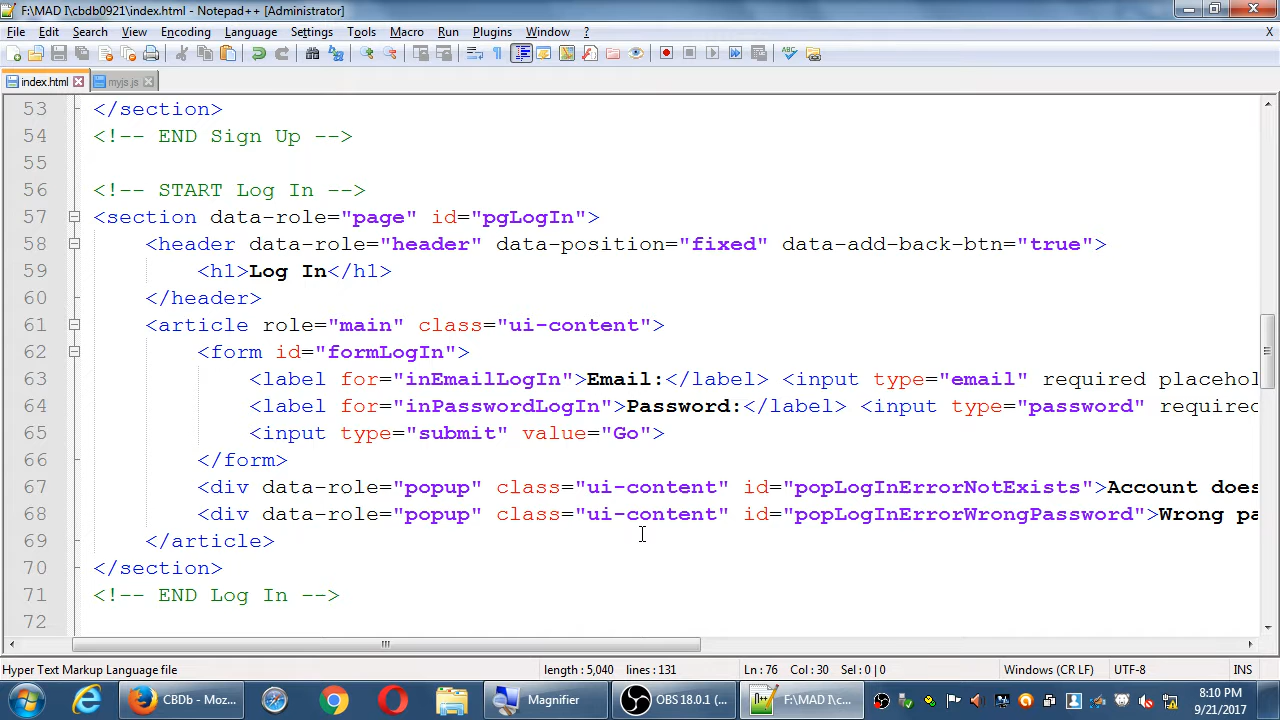 F:\MAD I\cbdb0921\index.html - Notepad++ [Administrator]
File Edit Search View Encoding Language Settings Tools Macro Run Plugins Window ? X
index.html myjs.js
53 </section>
54 <!-- END Sign Up -->
55
56 <!-- START Log In -->
57 <section data-role="page" id="pgLogIn">
58 <header data-role="header" data-position="fixed" data-add-back-btn="true">
59 <h1>Log In</h1>
60 </header>
61 <article role="main" class="ui-content">
62 <form id="formLogIn">
63 <label for="inEmailLogIn">Email:</label> <input type="email" required placehol
64 <label for="inPasswordLogIn">Password:</label> <input type="password" required
65 <input type="submit" value="Go">
66 </form>
67 <div data-role="popup" class="ui-content" id="popLogInErrorNotExists">Account does
68 <div data-role="popup" class="ui-content" id="popLogInErrorWrongPassword">Wrong pa
69 </article>
70 </section>
71 <!-- END Log In -->
72
Hyper Text Markup Language file length : 5,040 lines : 131 Ln : 76 Col : 30 Sel : 0 | 0 Windows (CR LF) UTF-8 INS
CBDb - Moz... Magnifier OBS 18.0.1 (... F:\MAD I\c... 8:10 PM
9/21/2017